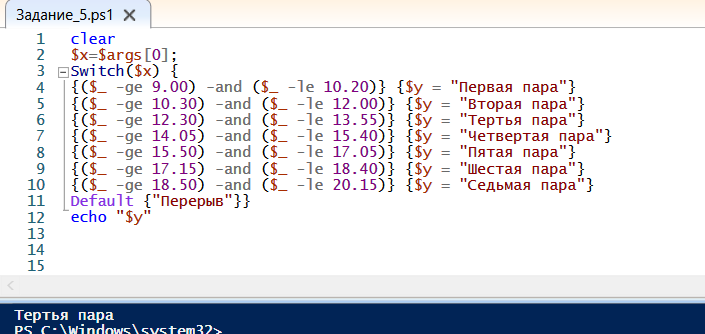 Задание_5.ps1 X
1 clear
2 $x=$args[0];
3 Switch($x) {
4 {($_ -ge 9.00) -and ($_ -le 10.20)} {$y = "Первая пара"}
5 {($_ -ge 10.30) -and ($_ -le 12.00)} {$y = "Вторая пара"}
6 {($_ -ge 12.30) -and ($_ -le 13.55)} {$y = "Тертья пара"}
7 {($_ -ge 14.05) -and ($_ -le 15.40)} {$y = "Четвертая пара"}
8 {($_ -ge 15.50) -and ($_ -le 17.05)} {$y = "Пятая пара"}
9 {($_ -ge 17.15) -and ($_ -le 18.40)} {$y = "Шестая пара"}
10 {($_ -ge 18.50) -and ($_ -le 20.15)} {$y = "Седьмая пара"}
11 Default {"Перерыв"}}
12 echo "$y"
13
14
15
Тертья пара
PS C:\Windows\system32>